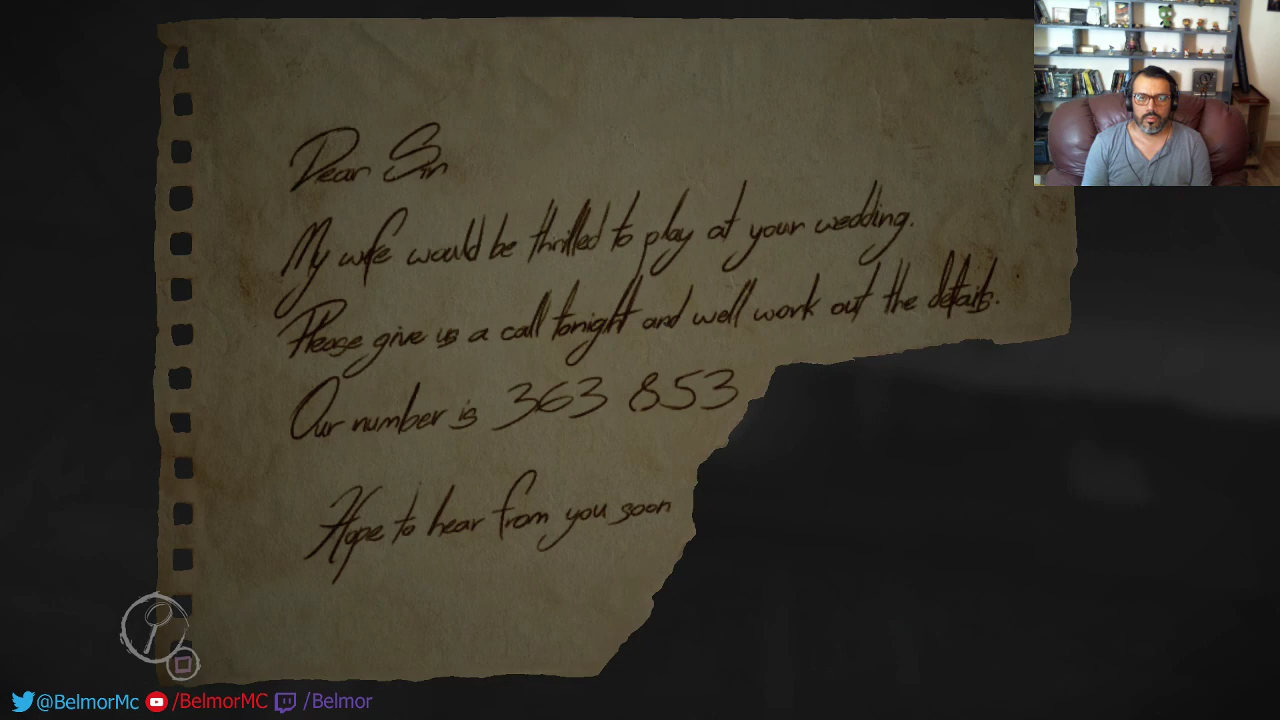 Dear Sir
My wife would be thrilled to play at your wedding.
Please give us a call tonight and well work out the details.
Our number is 363 853
Hope to hear from you soon
@BelmorMc /BelmorMC /Belmor